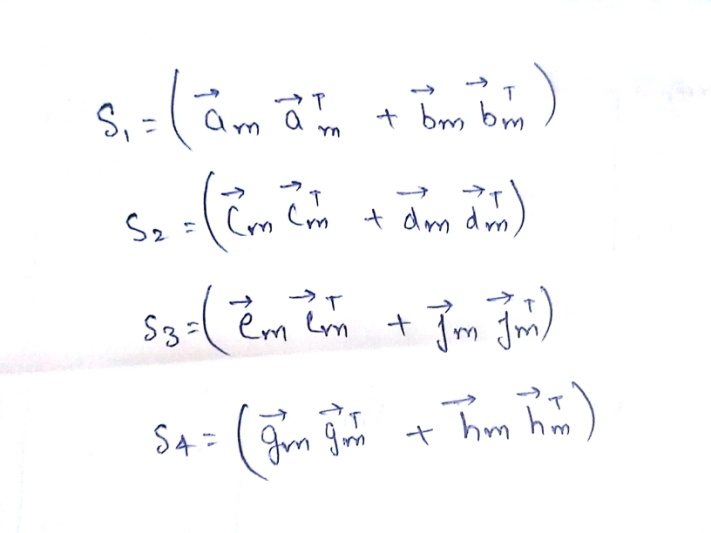 S₁ = ( a⃗m a⃗mᵀ + b⃗m b⃗mᵀ )
S₂ = ( c⃗m c⃗mᵀ + d⃗m d⃗mᵀ )
S₃ = ( e⃗m e⃗mᵀ + j⃗m j⃗mᵀ )
S₄ = ( g⃗m g⃗mᵀ + h⃗m h⃗mᵀ )